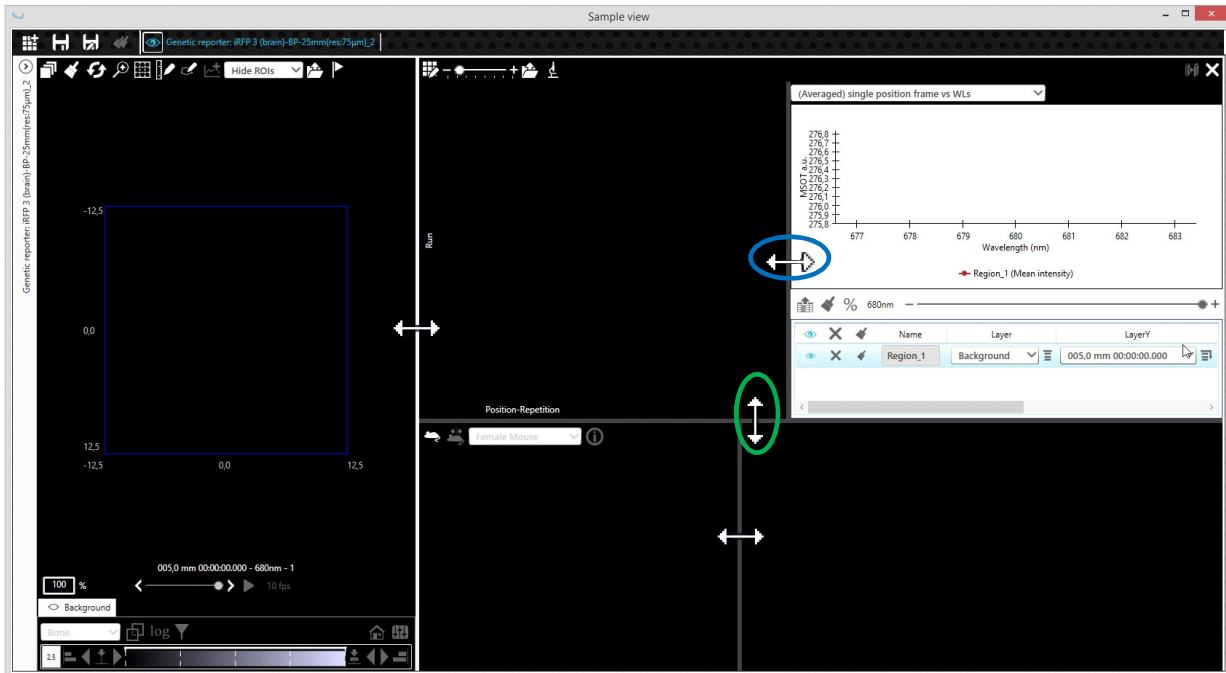 Sample view
Genetic reporter: iRFP 3 (brain)-BP-25mm(res:75µm)_2
Genetic reporter: iRFP 3 (brain)-BP-25mm(res:75µm)_2
Hide ROIs
-12,5
0,0
12,5
-12,5 0,0 12,5
005,0 mm 00:00:00.000 - 680nm - 1
100 %
10 fps
Background
Bone
log
2.5
Run
Position-Repetition
Female Mouse
(Averaged) single position frame vs WLs
MSOT a.u.
276,8
276,7
276,6
276,5
276,4
276,3
276,2
276,1
276,0
275,9
275,8
677 678 679 680 681 682 683
Wavelength (nm)
Region_1 (Mean intensity)
% 680nm
Name Layer LayerY
Region_1 Background 005,0 mm 00:00:00.000